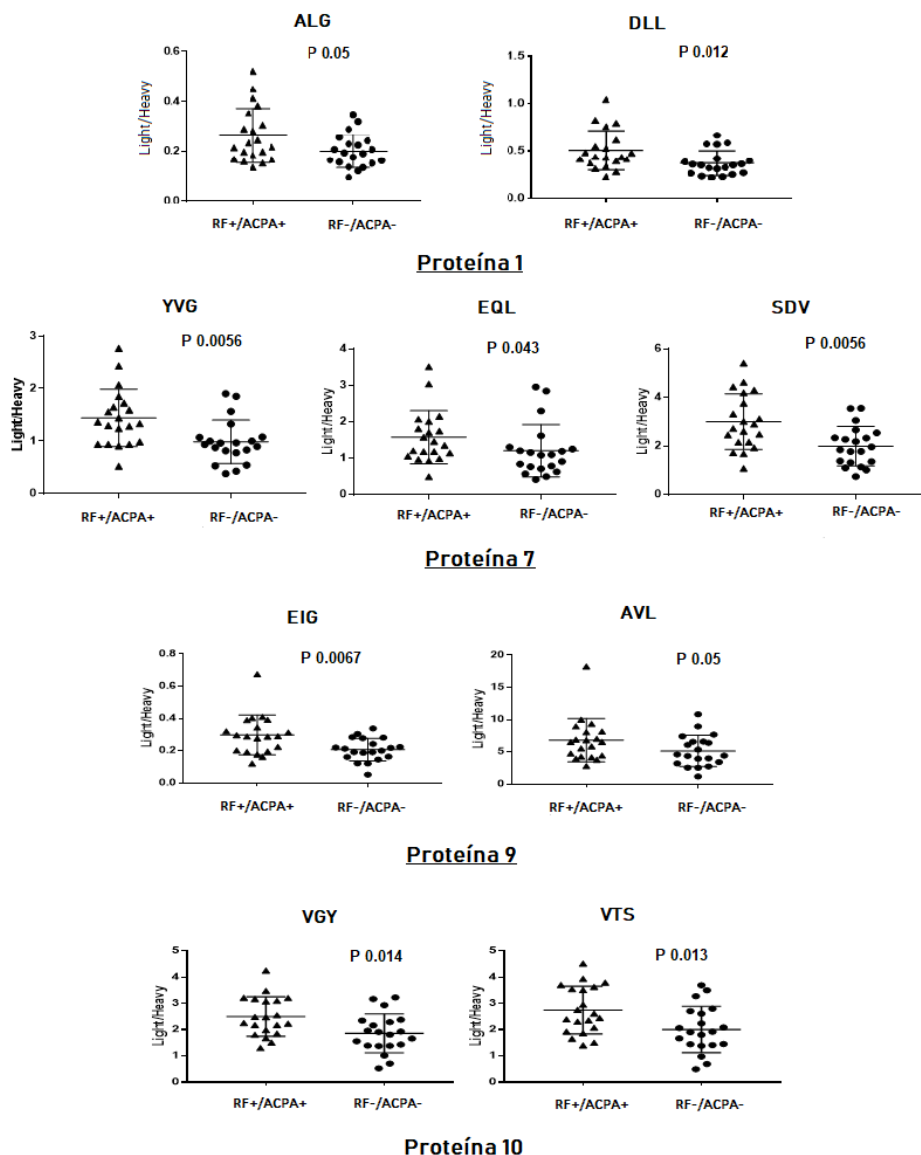 ALG
DLL
P 0.05
P 0.012
Light/Heavy
0.6
0.4
0.2
0.0
RF+/ACPA+
RF-/ACPA-
Light/Heavy
1.5
1.0
0.5
0.0
RF+/ACPA+
RF-/ACPA-
Proteína 1
YVG
EQL
SDV
P 0.0056
P 0.043
P 0.0056
Light/Heavy
3
2
1
0
RF+/ACPA+
RF-/ACPA-
Light/Heavy
4
3
2
1
0
RF+/ACPA+
RF-/ACPA-
Light/Heavy
6
4
2
0
RF+/ACPA+
RF-/ACPA-
Proteína 7
EIG
AVL
P 0.0067
P 0.05
Light/Heavy
0.8
0.6
0.4
0.2
0.0
RF+/ACPA+
RF-/ACPA-
Light/Heavy
20
15
10
5
0
RF+/ACPA+
RF-/ACPA-
Proteína 9
VGY
VTS
P 0.014
P 0.013
Light/Heavy
5
4
3
2
1
0
RF+/ACPA+
RF-/ACPA-
Light/Heavy
5
4
3
2
1
0
RF+/ACPA+
RF-/ACPA-
Proteína 10